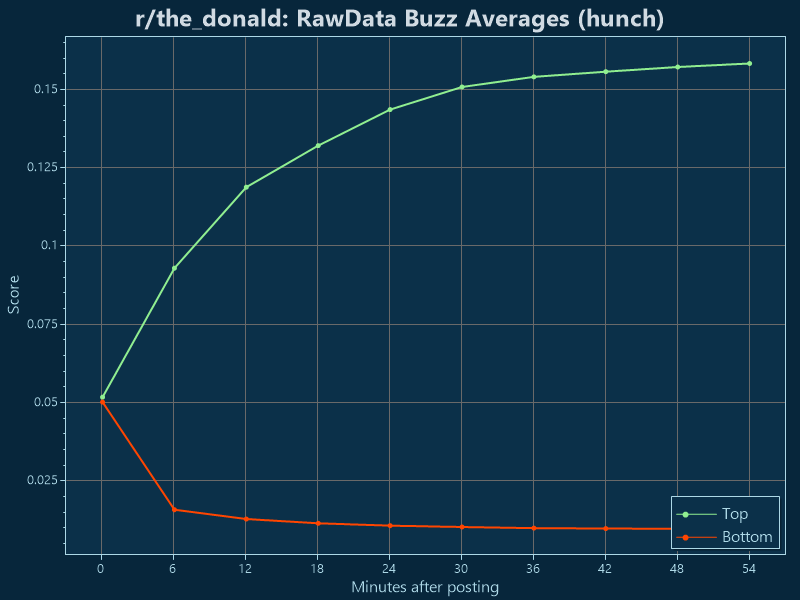 r/the_donald: RawData Buzz Averages (hunch)
0.15
0.125
0.1
0.075
0.05
0.025
Score
0 6 12 18 24 30 36 42 48 54
Minutes after posting
Top
Bottom